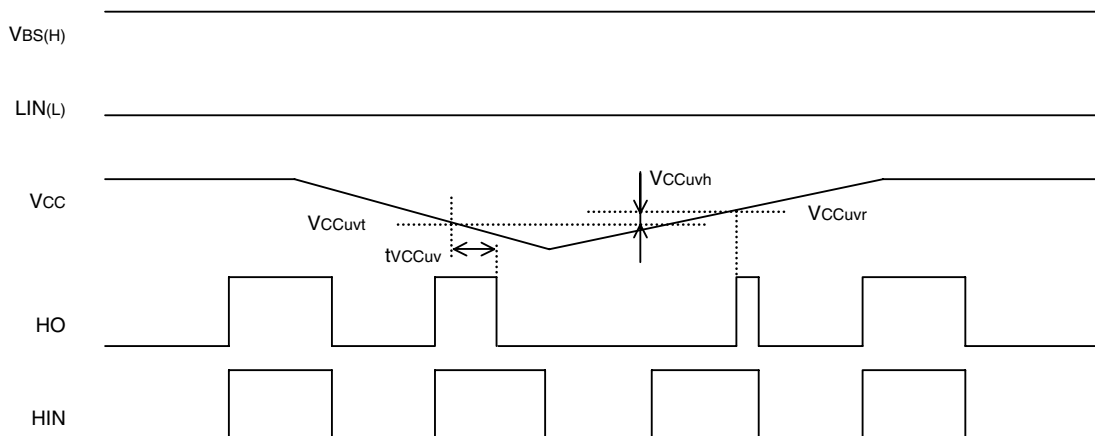 VBS(H)
LIN(L)
VCC
VCCuvh
VCCuvt
VCCuvr
tVCCuv
HO
HIN